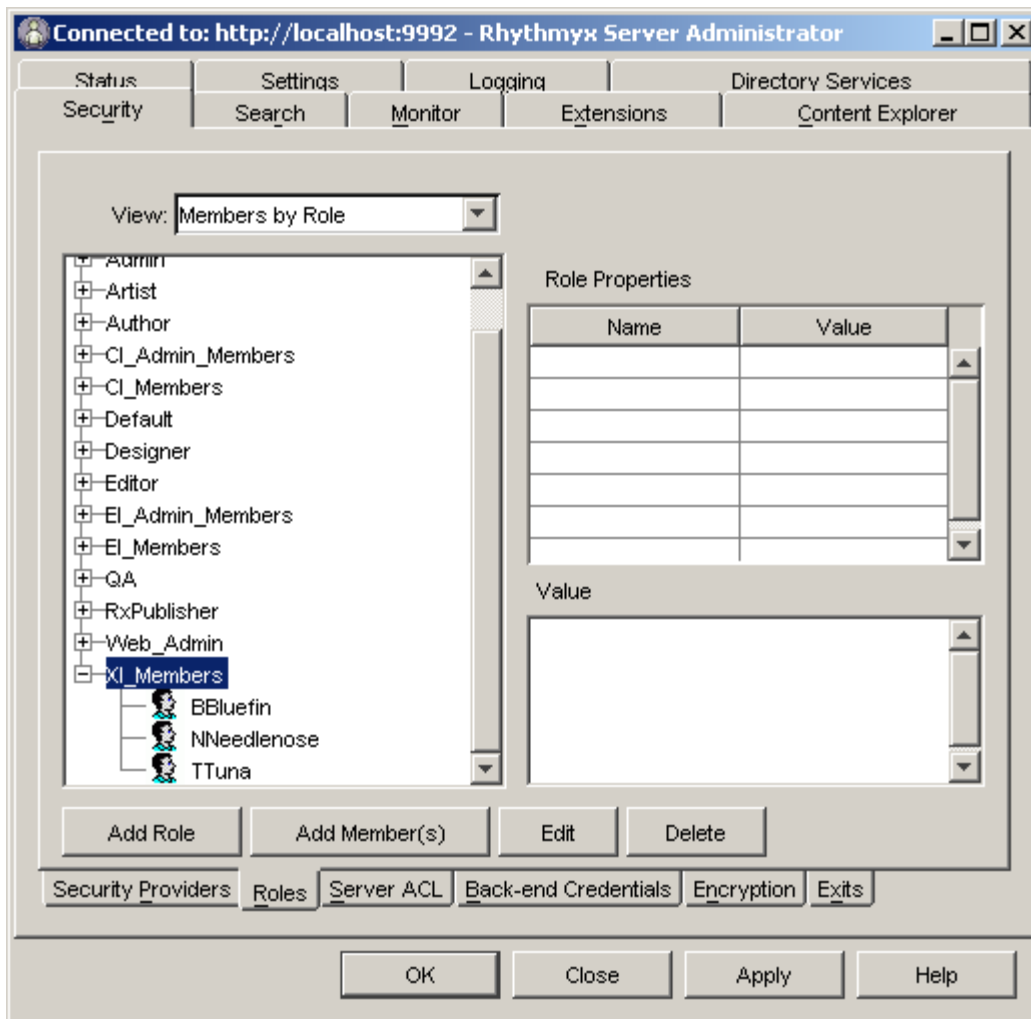 Connected to: http://localhost:9992 - Rhythmyx Server Administrator
Status Settings Logging Directory Services
Security Search Monitor Extensions Content Explorer
View: Members by Role
Admin
Artist
Author
CI_Admin_Members
CI_Members
Default
Designer
Editor
EI_Admin_Members
EI_Members
QA
RxPublisher
Web_Admin
XI_Members
BBluefin
NNeedlenose
TTuna
Role Properties
Name Value
Value
Add Role Add Member(s) Edit Delete
Security Providers Roles Server ACL Back-end Credentials Encryption Exits
OK Close Apply Help